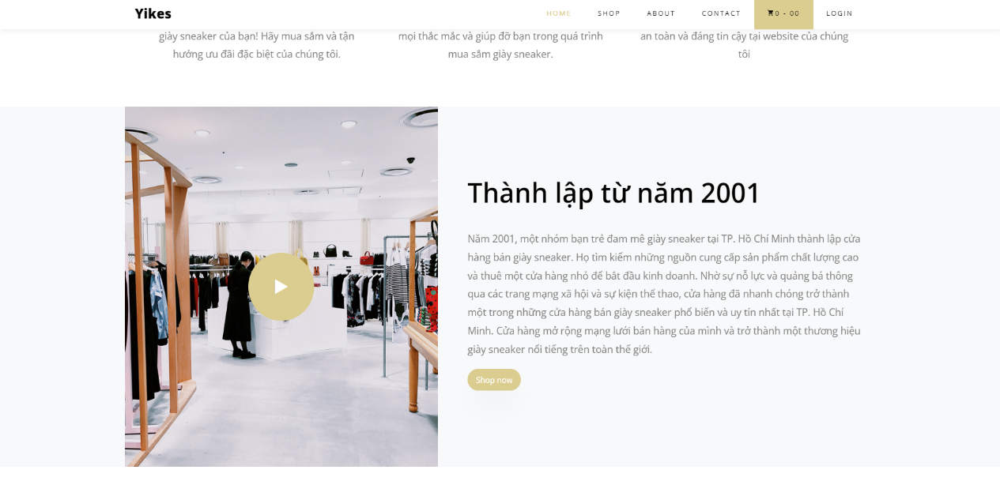 Yikes
HOME SHOP ABOUT CONTACT 0 - 00 LOGIN
giày sneaker của bạn! Hãy mua sắm và tận
hưởng ưu đãi đặc biệt của chúng tôi.
mọi thắc mắc và giúp đỡ bạn trong quá trình
mua sắm giày sneaker.
an toàn và đáng tin cậy tại website của chúng
tôi
Thành lập từ năm 2001
Năm 2001, một nhóm bạn trẻ đam mê giày sneaker tại TP. Hồ Chí Minh thành lập cửa
hàng bán giày sneaker. Họ tìm kiếm những nguồn cung cấp sản phẩm chất lượng cao
và thuê một cửa hàng nhỏ để bắt đầu kinh doanh. Nhờ sự nỗ lực và quảng bá thông
qua các trang mạng xã hội và sự kiện thể thao, cửa hàng đã nhanh chóng trở thành
một trong những cửa hàng bán giày sneaker phổ biến và uy tín nhất tại TP. Hồ Chí
Minh. Cửa hàng mở rộng mạng lưới bán hàng của mình và trở thành một thương hiệu
giày sneaker nổi tiếng trên toàn thế giới.
Shop now